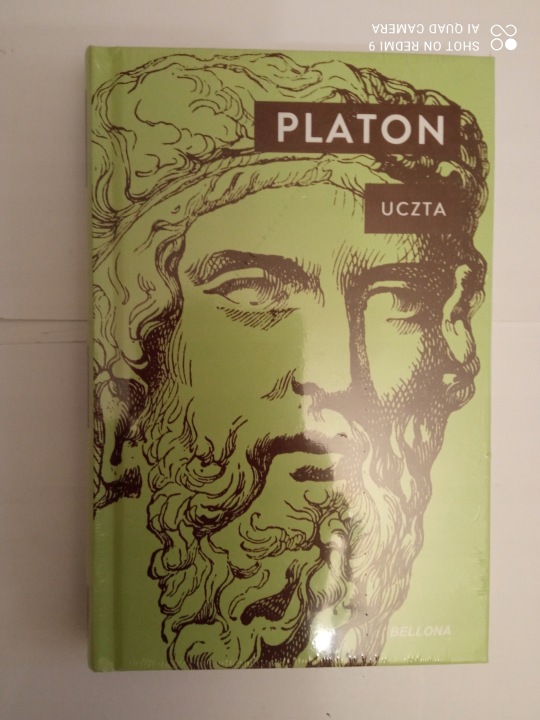 PLATON
UCZTA
BELLONA
SHOT ON REDMI 9
AI QUAD CAMERA